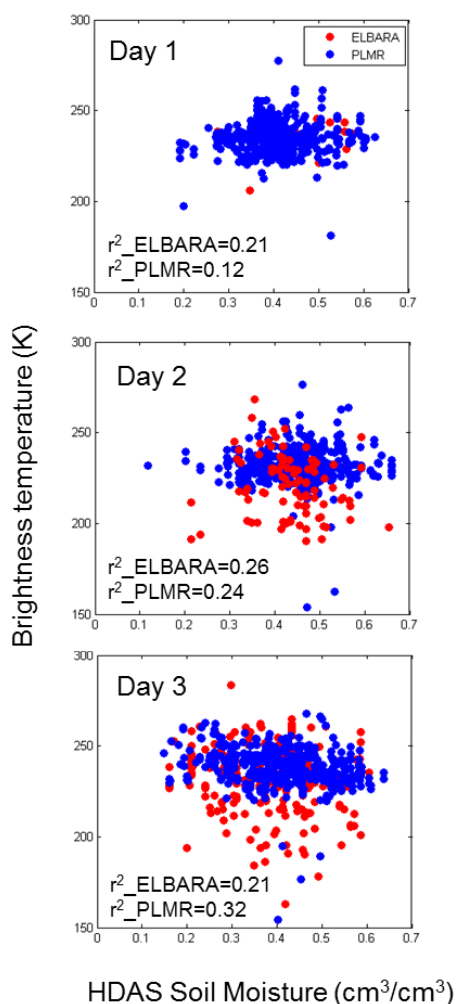 Brightness temperature (K)
Day 1
ELBARA
PLMR
300
250
200
150
r²_ELBARA=0.21
r²_PLMR=0.12
0 0.1 0.2 0.3 0.4 0.5 0.6 0.7
Day 2
300
250
200
150
r²_ELBARA=0.26
r²_PLMR=0.24
0 0.1 0.2 0.3 0.4 0.5 0.6 0.7
Day 3
300
250
200
150
r²_ELBARA=0.21
r²_PLMR=0.32
0 0.1 0.2 0.3 0.4 0.5 0.6 0.7
HDAS Soil Moisture (cm³/cm³)